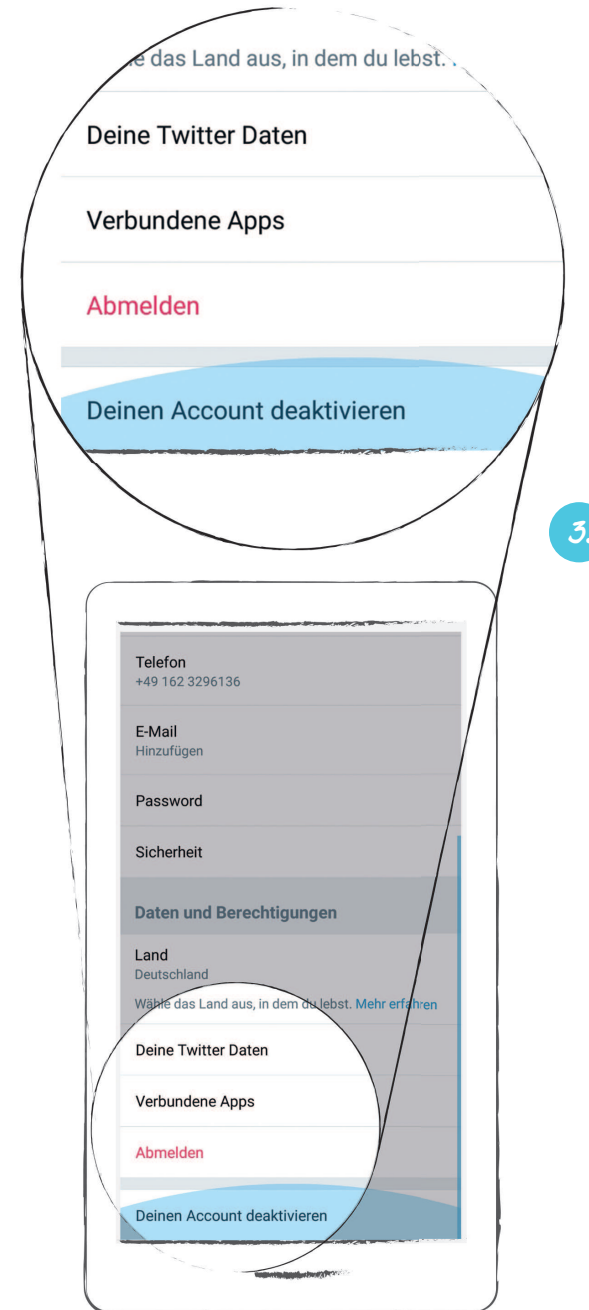 das Land aus, in dem du lebst.
Deine Twitter Daten
Verbundene Apps
Abmelden
Deinen Account deaktivieren
3.
Telefon
+49 162 3296136
E-Mail
Hinzufügen
Password
Sicherheit
Daten und Berechtigungen
Land
Deutschland
Wähle das Land aus, in dem du lebst. Mehr erfahren
Deine Twitter Daten
Verbundene Apps
Abmelden
Deinen Account deaktivieren